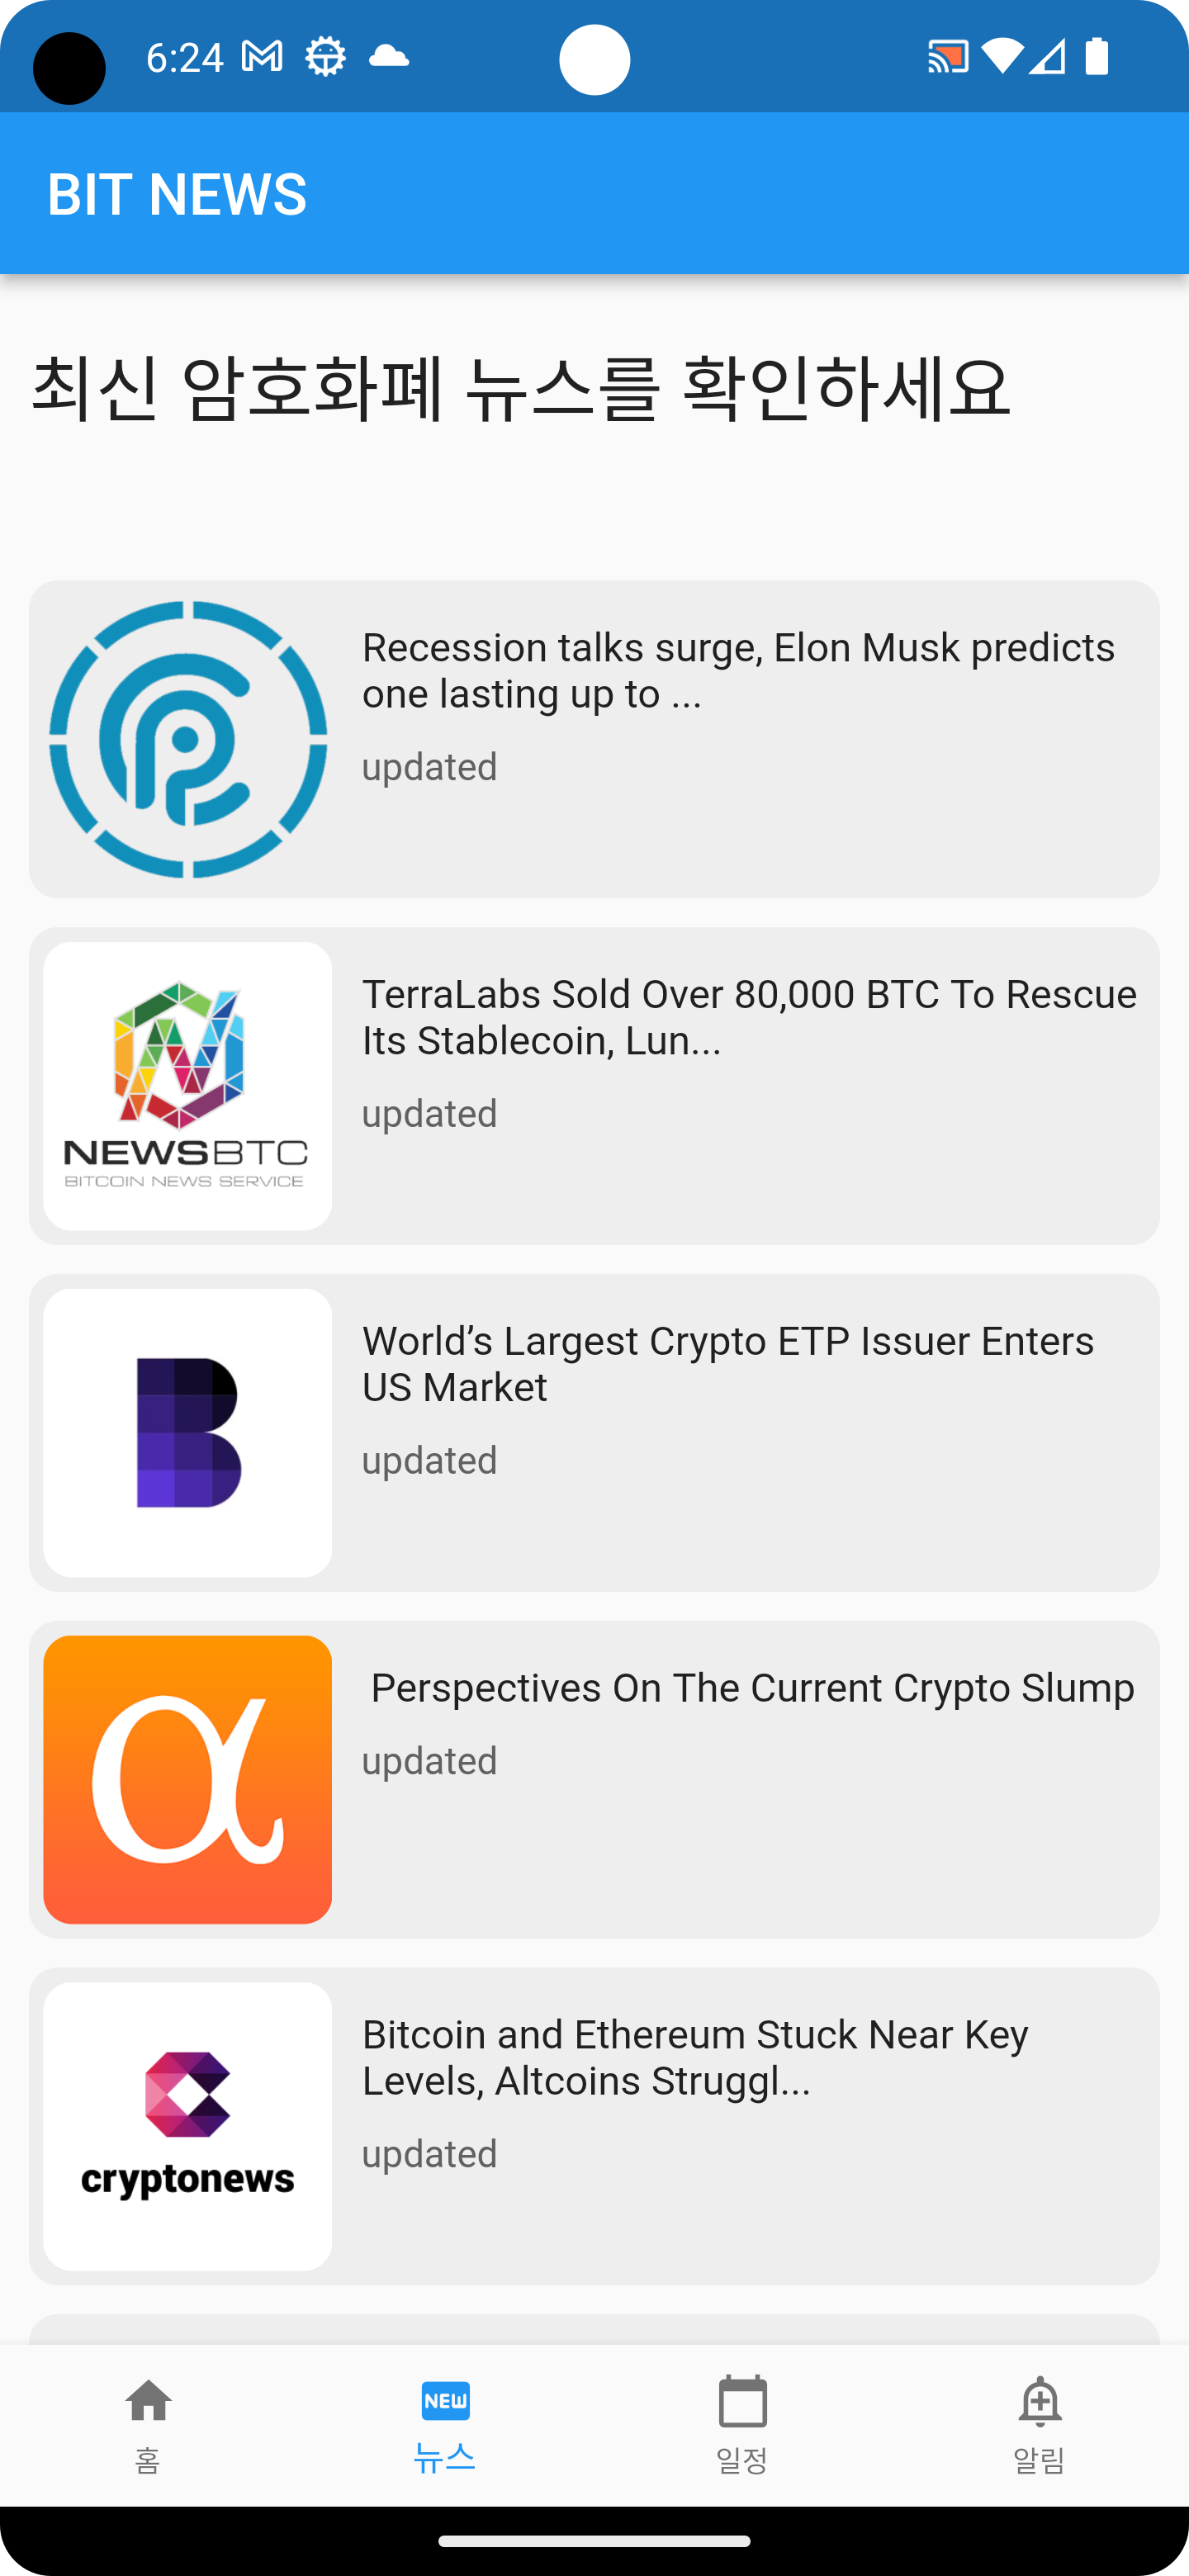 6:24
BIT NEWS
최신 암호화폐 뉴스를 확인하세요
Recession talks surge, Elon Musk predicts
one lasting up to ...
updated
TerraLabs Sold Over 80,000 BTC To Rescue
Its Stablecoin, Lun...
updated
NEWSBTC
BITCOIN NEWS SERVICE
World’s Largest Crypto ETP Issuer Enters
US Market
updated
Perspectives On The Current Crypto Slump
updated
α
Bitcoin and Ethereum Stuck Near Key
Levels, Altcoins Struggl...
updated
cryptonews
NEW
홈
뉴스
일정
알림